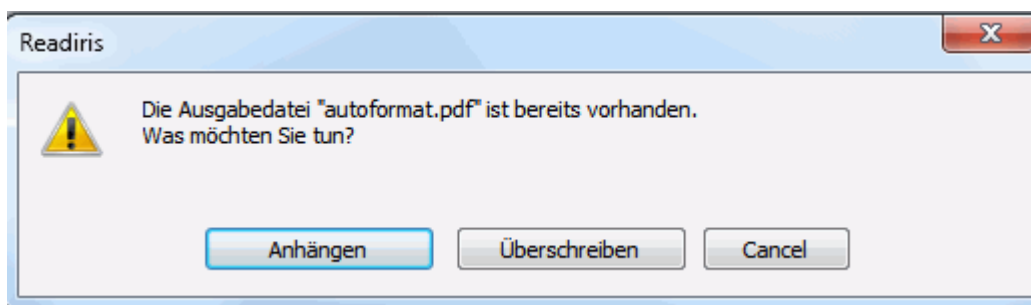 Readiris
Die Ausgabedatei "autoformat.pdf" ist bereits vorhanden.
Was möchten Sie tun?
Anhängen
Überschreiben
Cancel